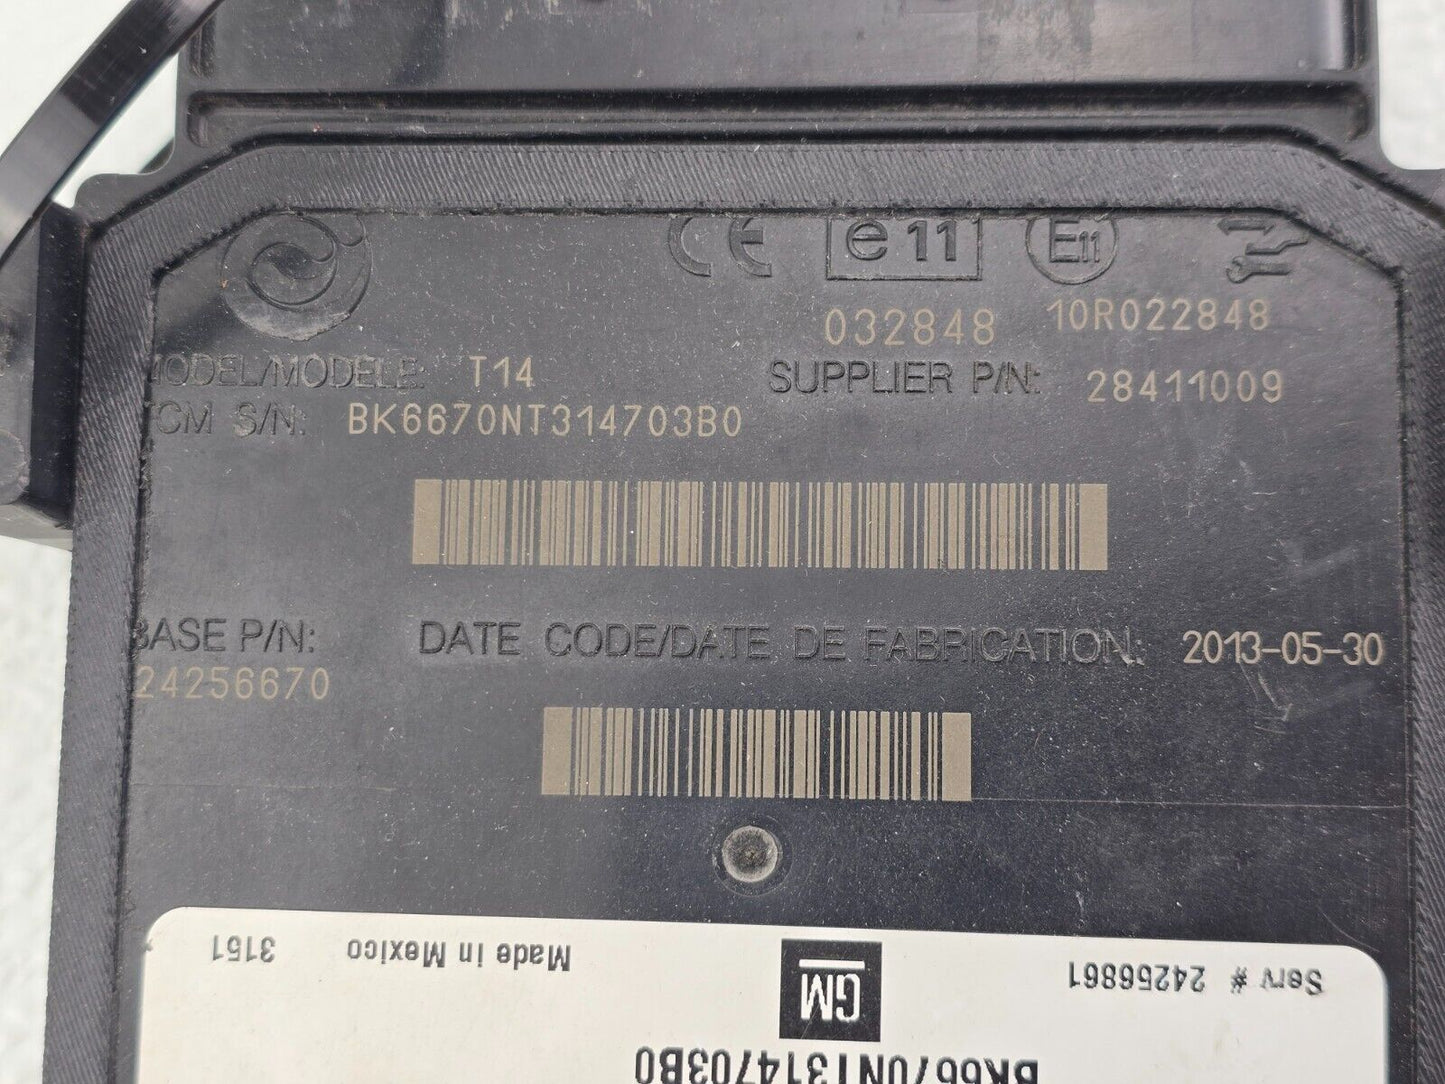 CE e11 E11
032848 10R022848
MODEL/MODELE: T14 SUPPLIER P/N: 28411009
TCM S/N: BK6670NT314703B0
BASE P/N: DATE CODE/DATE DE FABRICATION: 2013-05-30
24256670
3151 Made in Mexico GM Serv # 24256861
BK6670NT314703B0